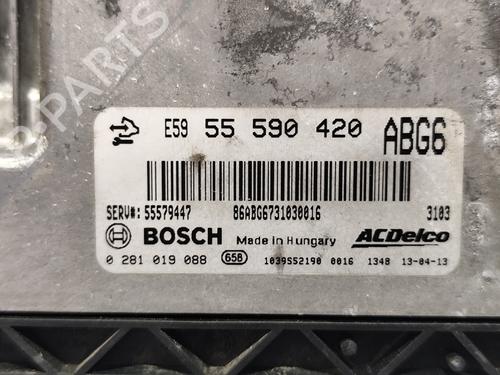 B-PARTS
E59 55 590 420 ABG6
SERV#: 55579447 86ABG6731030016 3103
BOSCH Made in Hungary ACDelco
0 281 019 088 65B 1039S52190 0016 1348 13-04-13